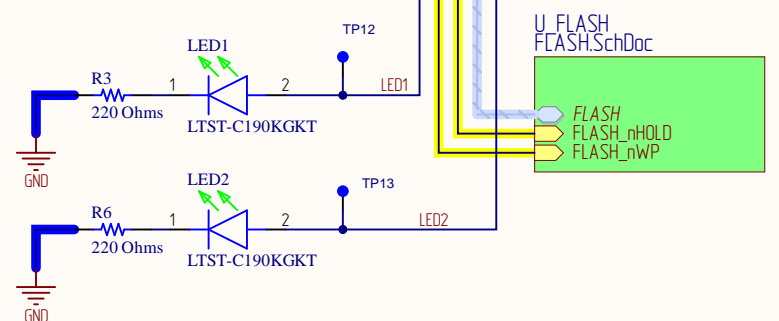 U_FLASH
FLASH.SchDoc
TP12
LED1
R3
1
2
LED1
220 Ohms
LTST-C190KGKT
GND
FLASH
FLASH_nHOLD
FLASH_nWP
TP13
LED2
R6
1
2
LED2
220 Ohms
LTST-C190KGKT
GND